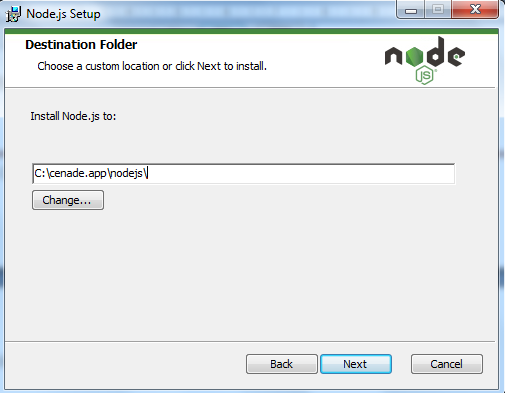 Node.js Setup
Destination Folder
Choose a custom location or click Next to install.
node
JS
Install Node.js to:
C:\cenade.app\nodejs\
Change...
Back
Next
Cancel